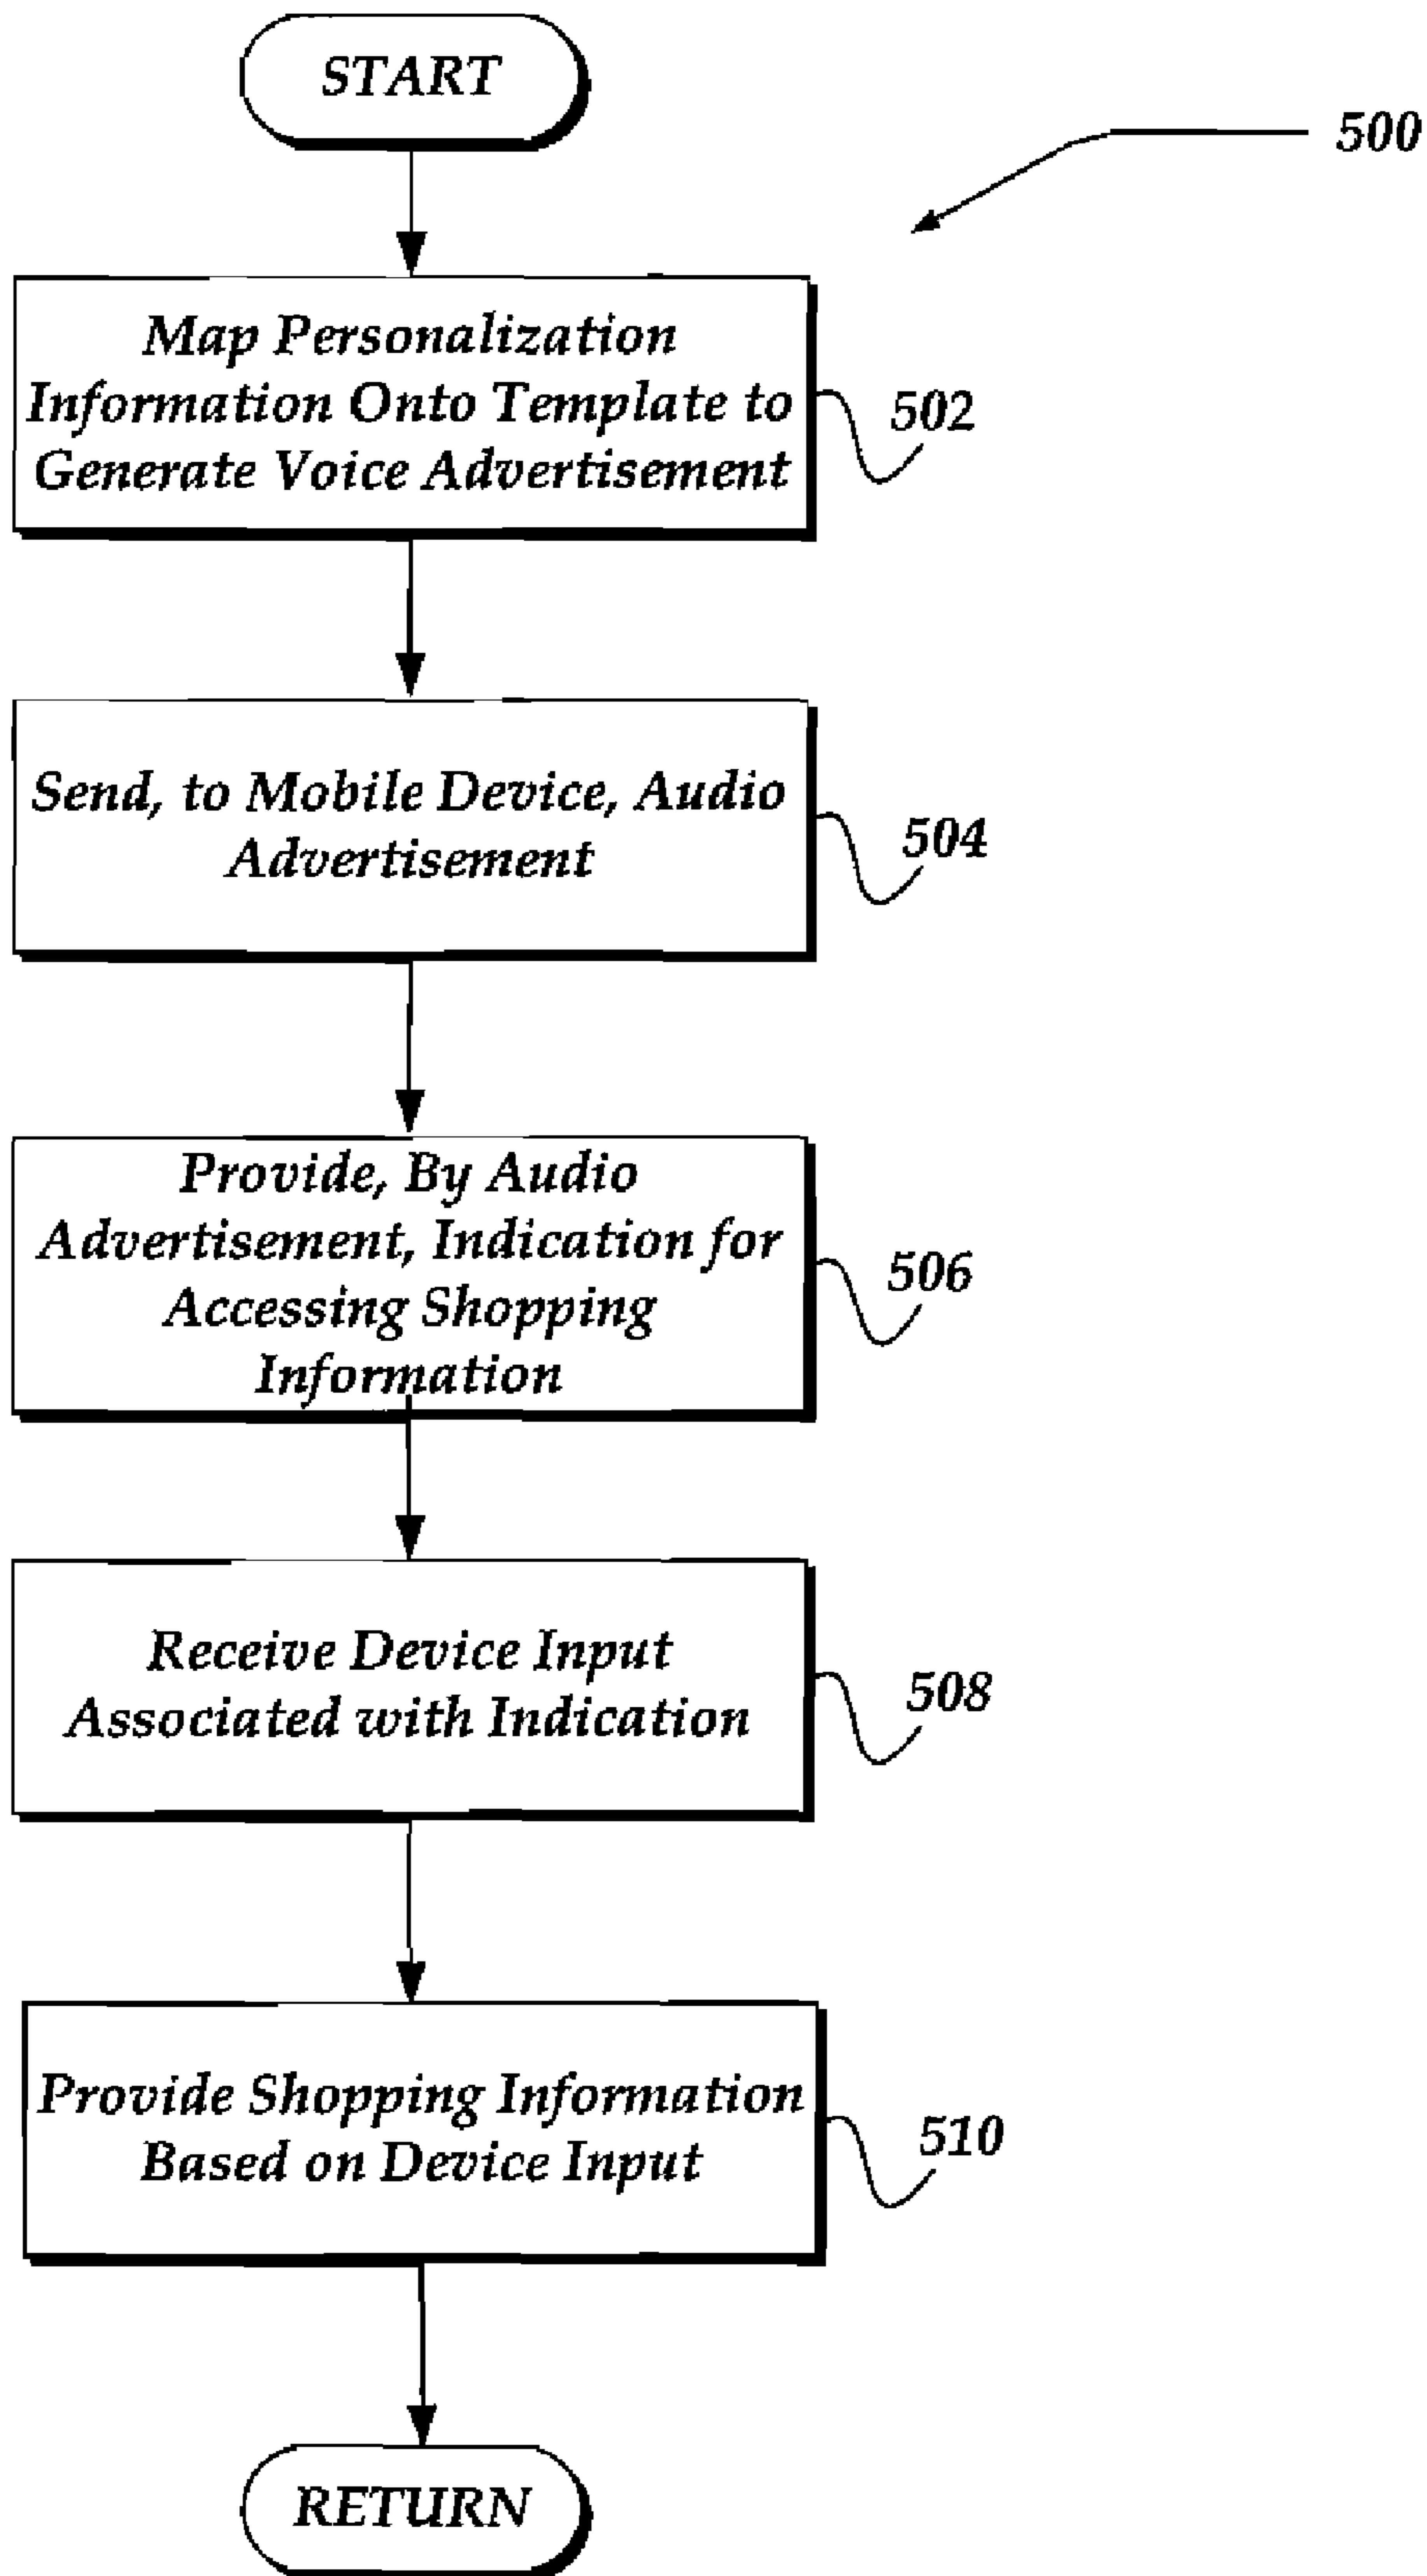 START
500
Map Personalization
Information Onto Template to
Generate Voice Advertisement
502
Send, to Mobile Device, Audio
Advertisement
504
Provide, By Audio
Advertisement, Indication for
Accessing Shopping
Information
506
Receive Device Input
Associated with Indication
508
Provide Shopping Information
Based on Device Input
510
RETURN